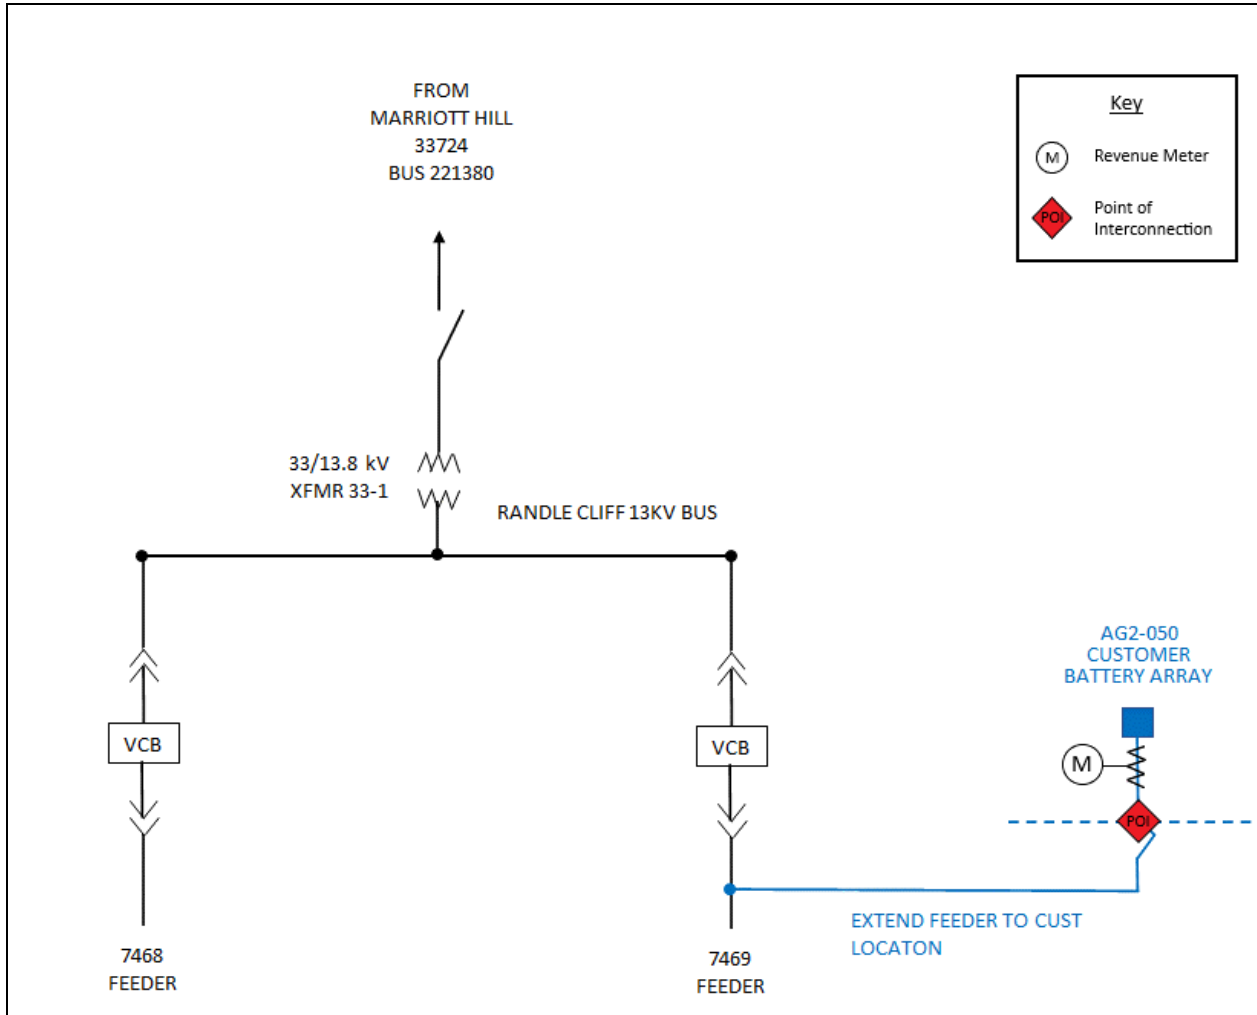 FROM
MARRIOTT HILL
33724
BUS 221380
Key
M
Revenue Meter
POI
Point of
Interconnection
33/13.8 kV
XFMR 33-1
RANDLE CLIFF 13KV BUS
AG2-050
CUSTOMER
BATTERY ARRAY
VCB
VCB
M
POI
EXTEND FEEDER TO CUST
LOCATON
7468
FEEDER
7469
FEEDER